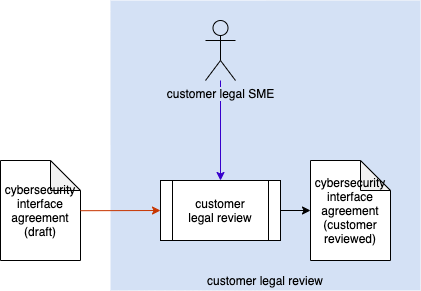 customer legal SME
cybersecurity
interface
agreement
(draft)
customer
legal review
cybersecurity
interface
agreement
(customer
reviewed)
customer legal review